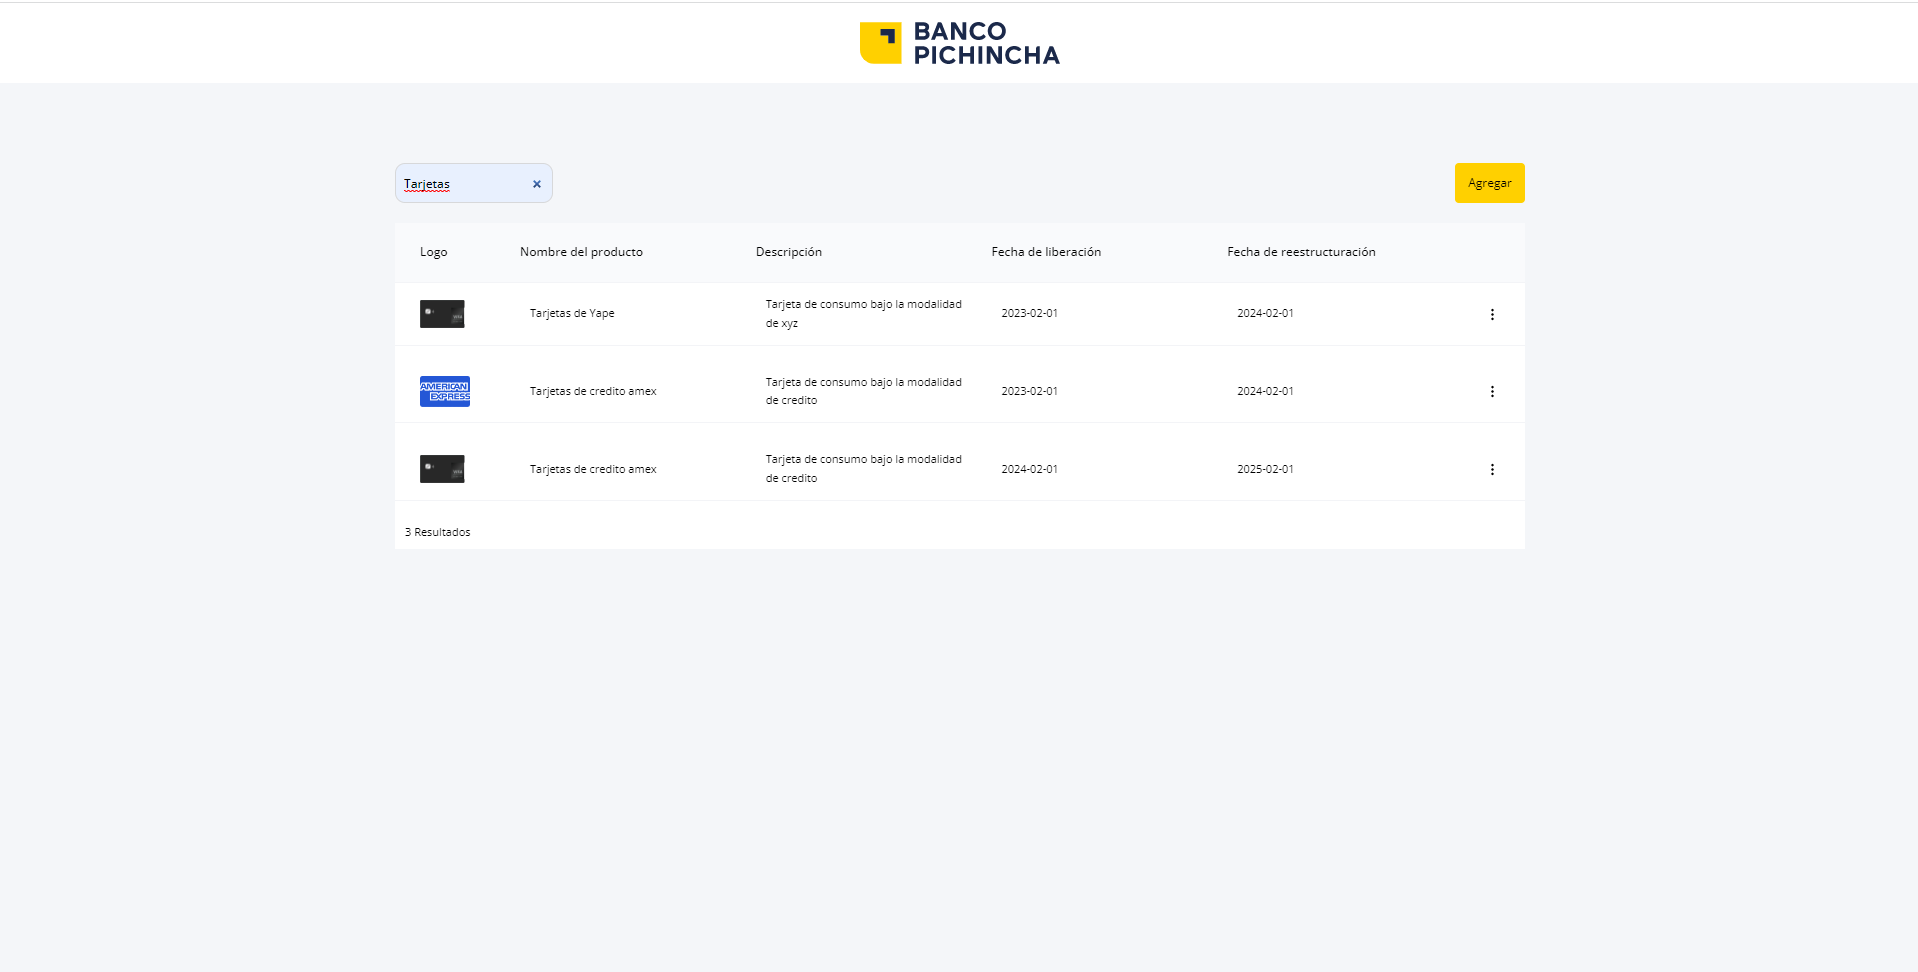 BANCO
PICHINCHA
Tarjetas
Agregar
Logo Nombre del producto Descripción Fecha de liberación Fecha de reestructuración
Tarjetas de Yape Tarjeta de consumo bajo la modalidad 2023-02-01 2024-02-01
de xyz
AMERICAN
EXPRESS
Tarjetas de credito amex Tarjeta de consumo bajo la modalidad 2023-02-01 2024-02-01
de credito
Tarjetas de credito amex Tarjeta de consumo bajo la modalidad 2024-02-01 2025-02-01
de credito
3 Resultados